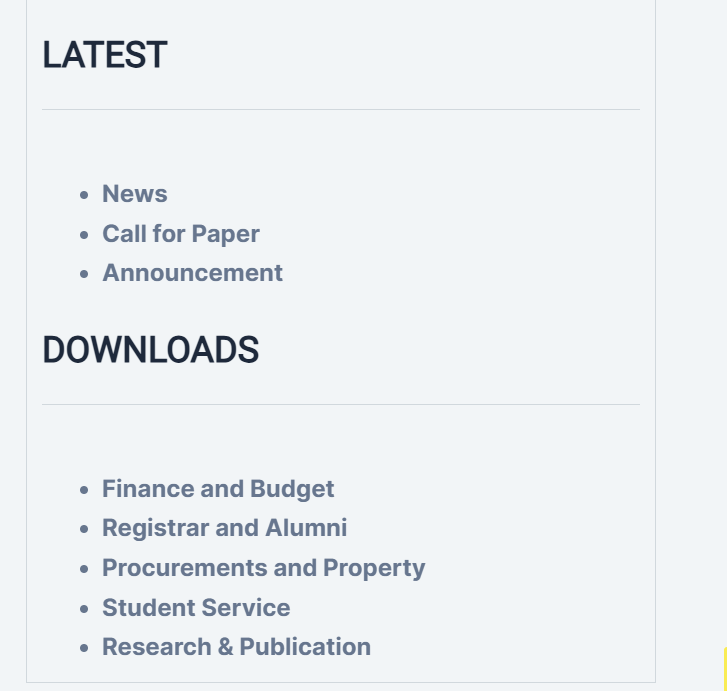 LATEST
News
Call for Paper
Announcement
DOWNLOADS
Finance and Budget
Registrar and Alumni
Procurements and Property
Student Service
Research & Publication